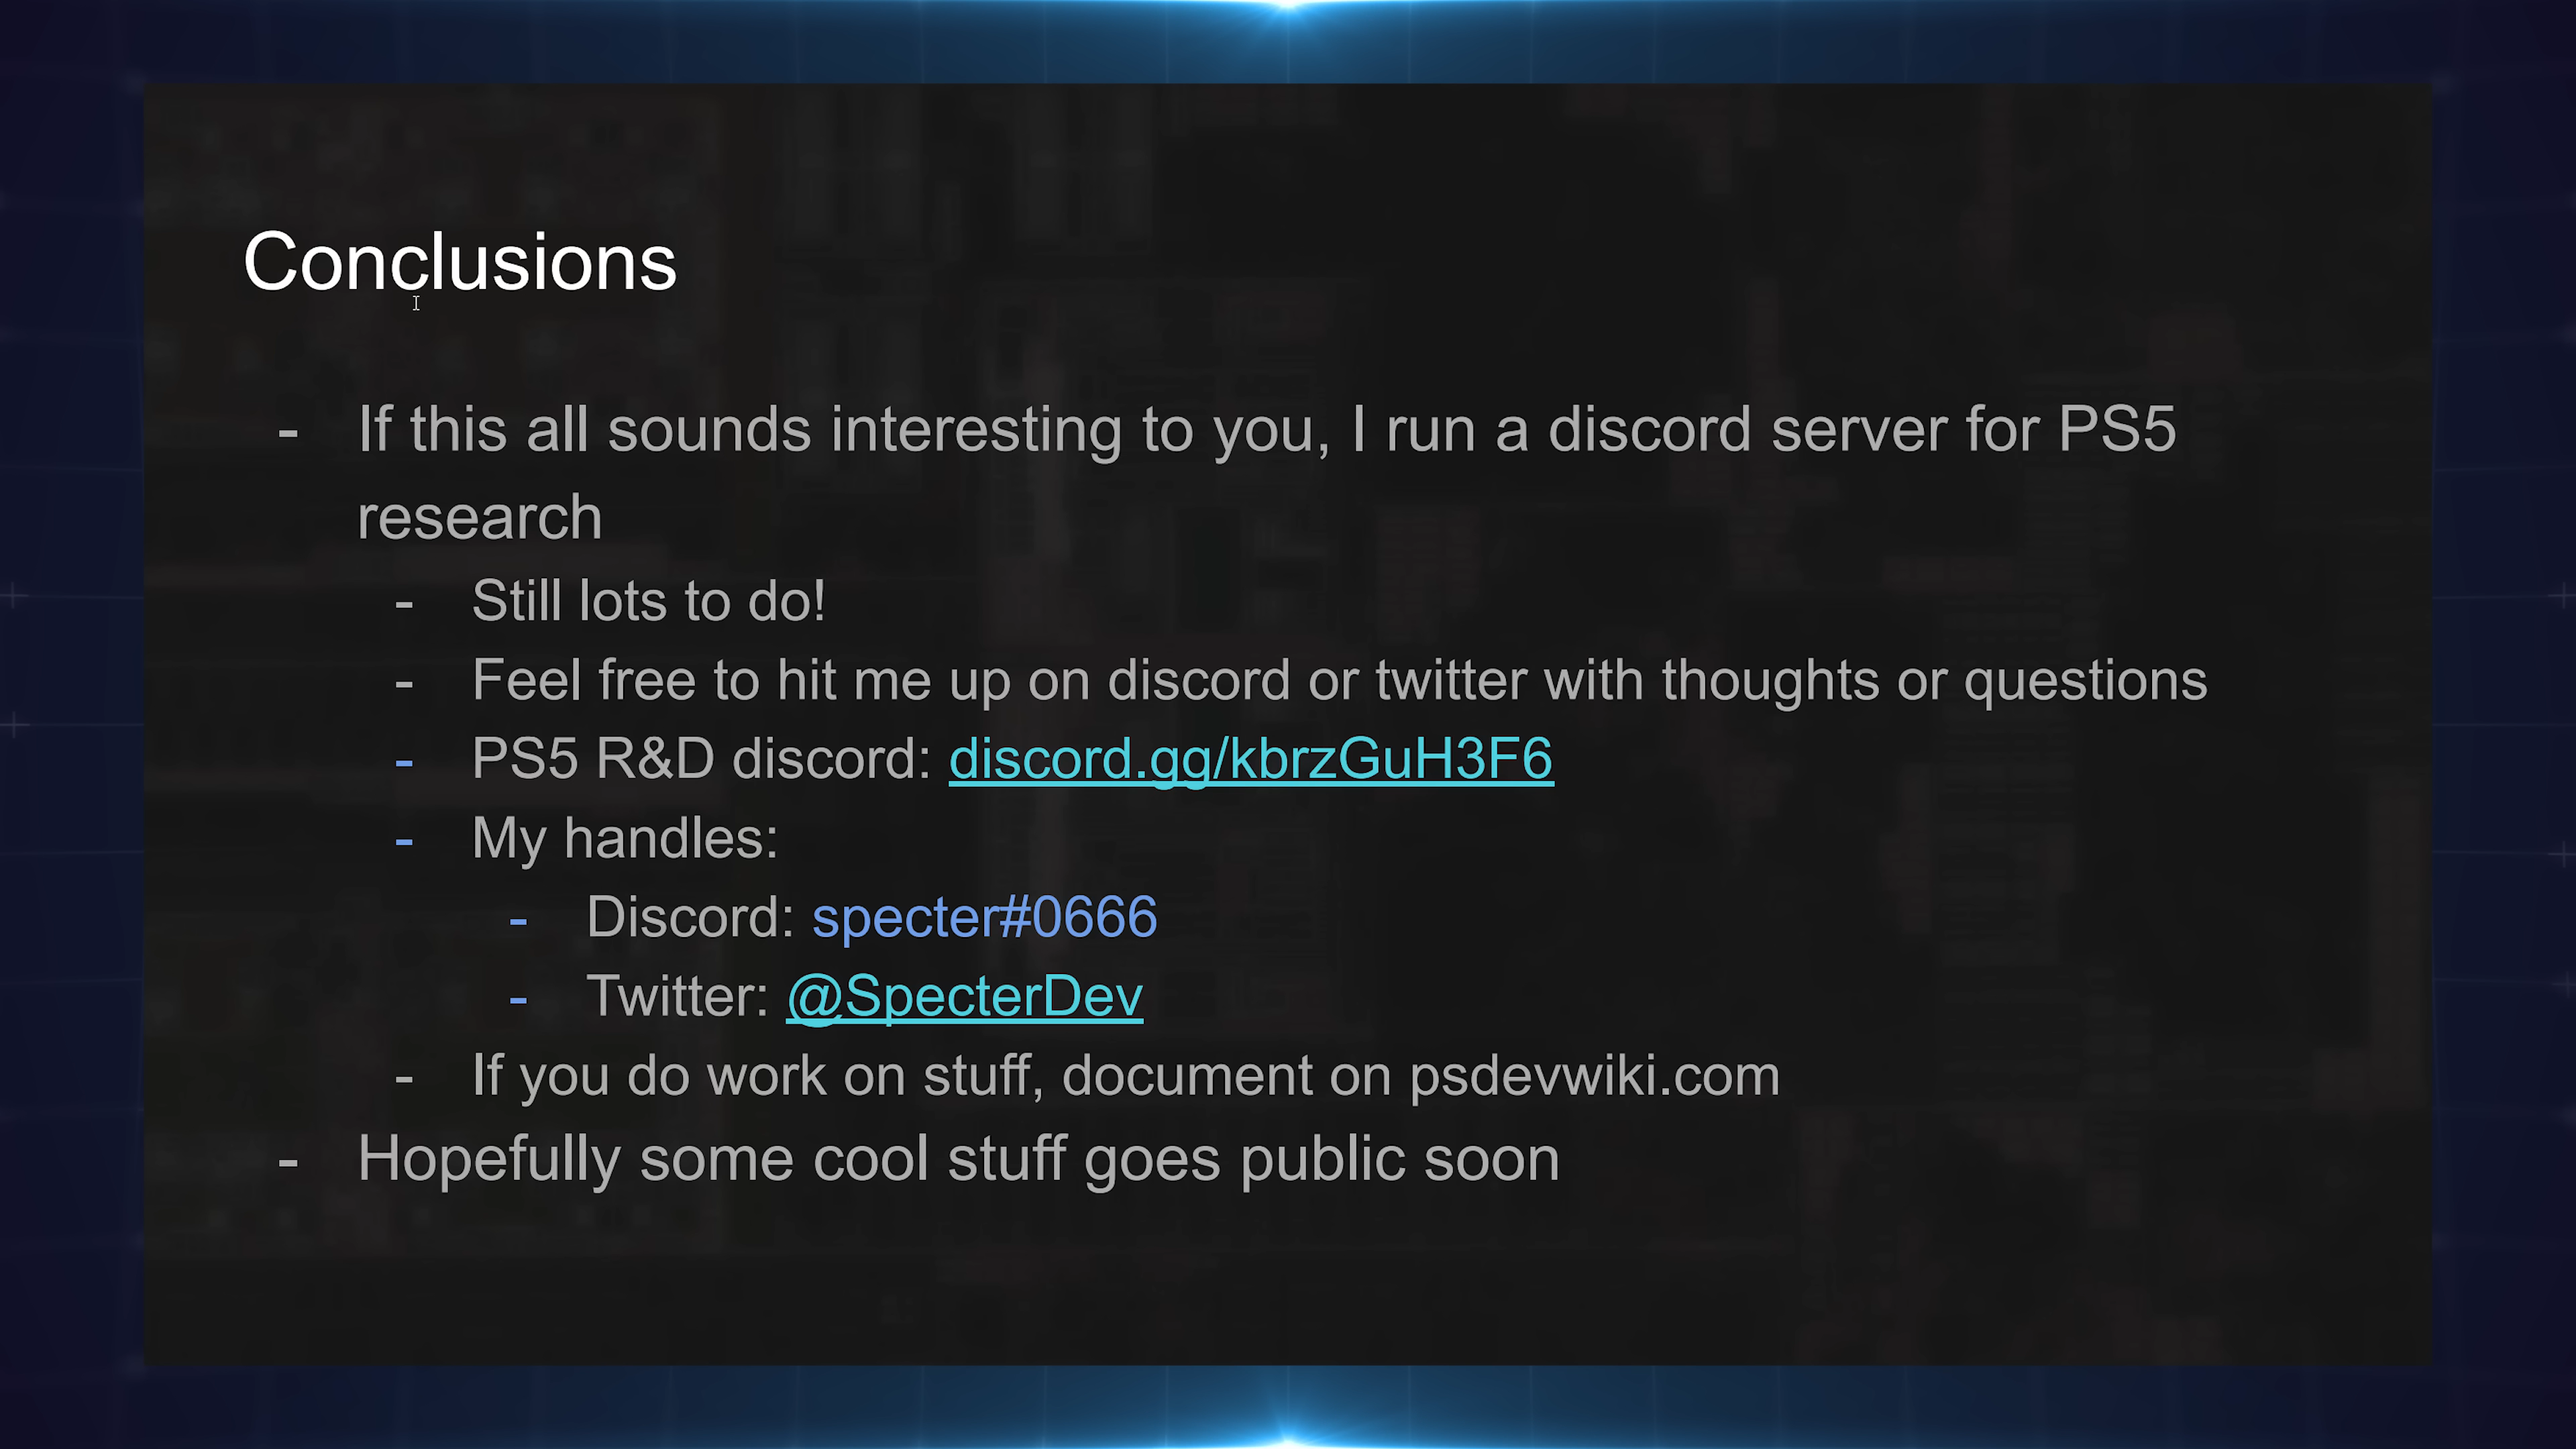 Conclusions
- If this all sounds interesting to you, I run a discord server for PS5
research
- Still lots to do!
- Feel free to hit me up on discord or twitter with thoughts or questions
- PS5 R&D discord: discord.gg/kbrzGuH3F6
- My handles:
- Discord: specter#0666
- Twitter: @SpecterDev
- If you do work on stuff, document on psdevwiki.com
- Hopefully some cool stuff goes public soon